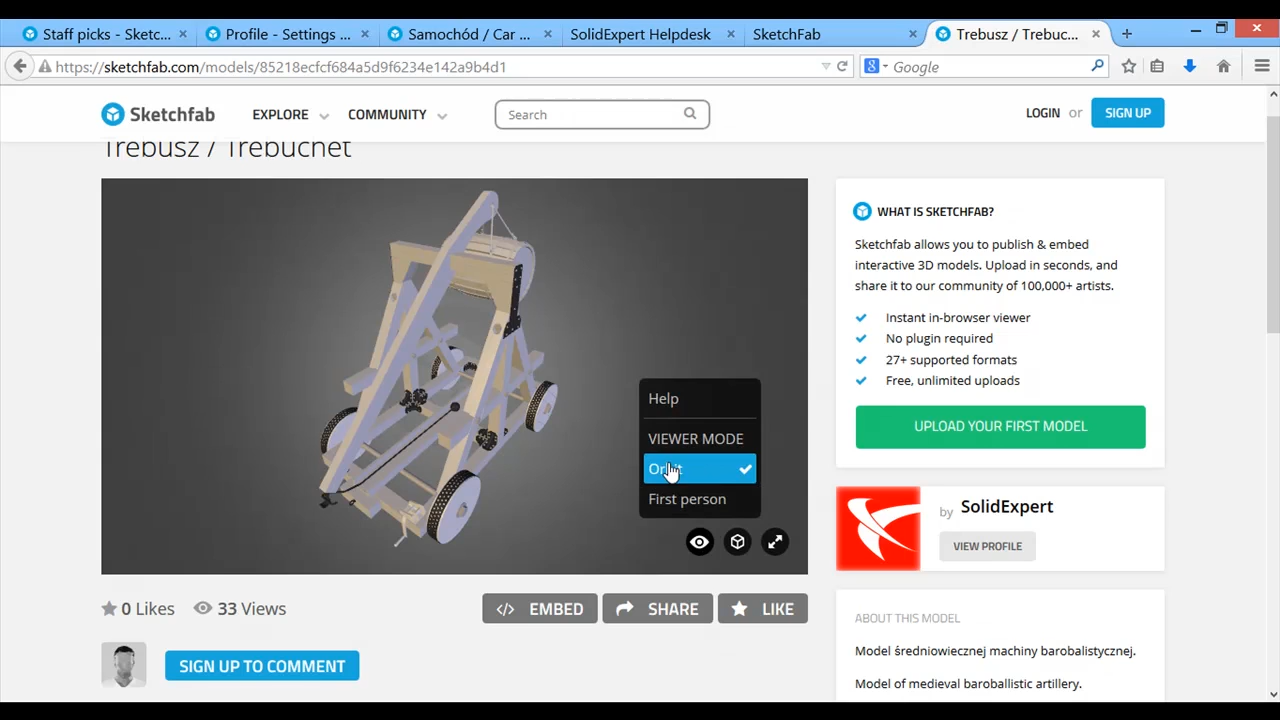 Staff picks - Sketc...
Profile - Settings ...
Samochód / Car ...
SolidExpert Helpdesk
SketchFab
Trebusz / Trebuc...
https://sketchfab.com/models/85218ecfcf684a5d9f6234e142a9b4d1
Google
Sketchfab
EXPLORE
COMMUNITY
Search
LOGIN or SIGN UP
Trebusz / Trebuchet
Help
VIEWER MODE
Orbit
First person
0 Likes
33 Views
EMBED
SHARE
LIKE
SIGN UP TO COMMENT
WHAT IS SKETCHFAB?
Sketchfab allows you to publish & embed
interactive 3D models. Upload in seconds, and
share it to our community of 100,000+ artists.
Instant in-browser viewer
No plugin required
27+ supported formats
Free, unlimited uploads
UPLOAD YOUR FIRST MODEL
by SolidExpert
VIEW PROFILE
ABOUT THIS MODEL
Model średniowiecznej machiny barobalistycznej.
Model of medieval baroballistic artillery.